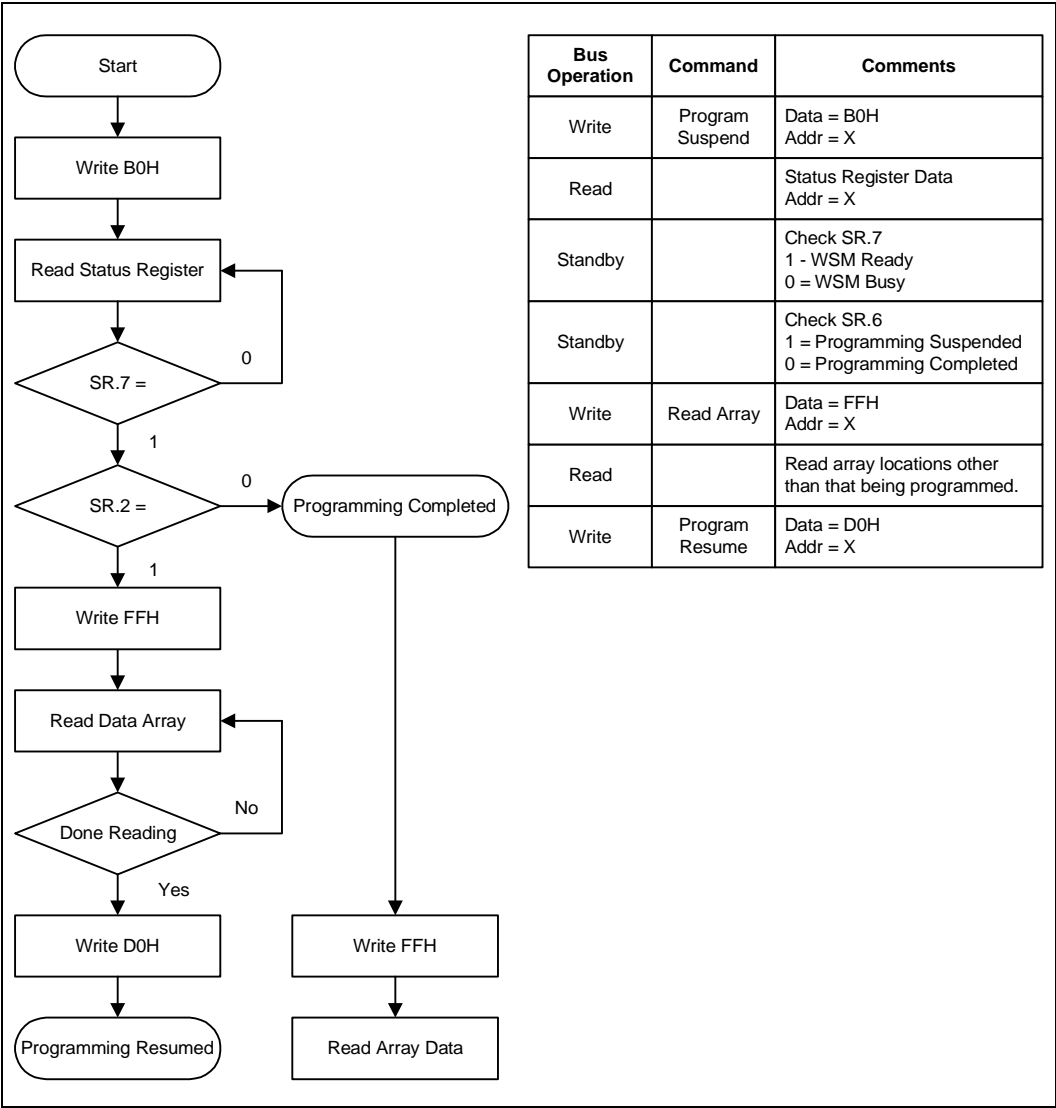 Start
Write B0H
Read Status Register
0
SR.7 =
1
0
SR.2 =
Programming Completed
1
Write FFH
Read Data Array
No
Done Reading
Yes
Write D0H
Write FFH
Programming Resumed
Read Array Data
Bus
Operation
Command
Comments
Write
Program
Suspend
Data = B0H
Addr = X
Read
Status Register Data
Addr = X
Standby
Check SR.7
1 - WSM Ready
0 = WSM Busy
Standby
Check SR.6
1 = Programming Suspended
0 = Programming Completed
Write
Read Array
Data = FFH
Addr = X
Read
Read array locations other
than that being programmed.
Write
Program
Resume
Data = D0H
Addr = X